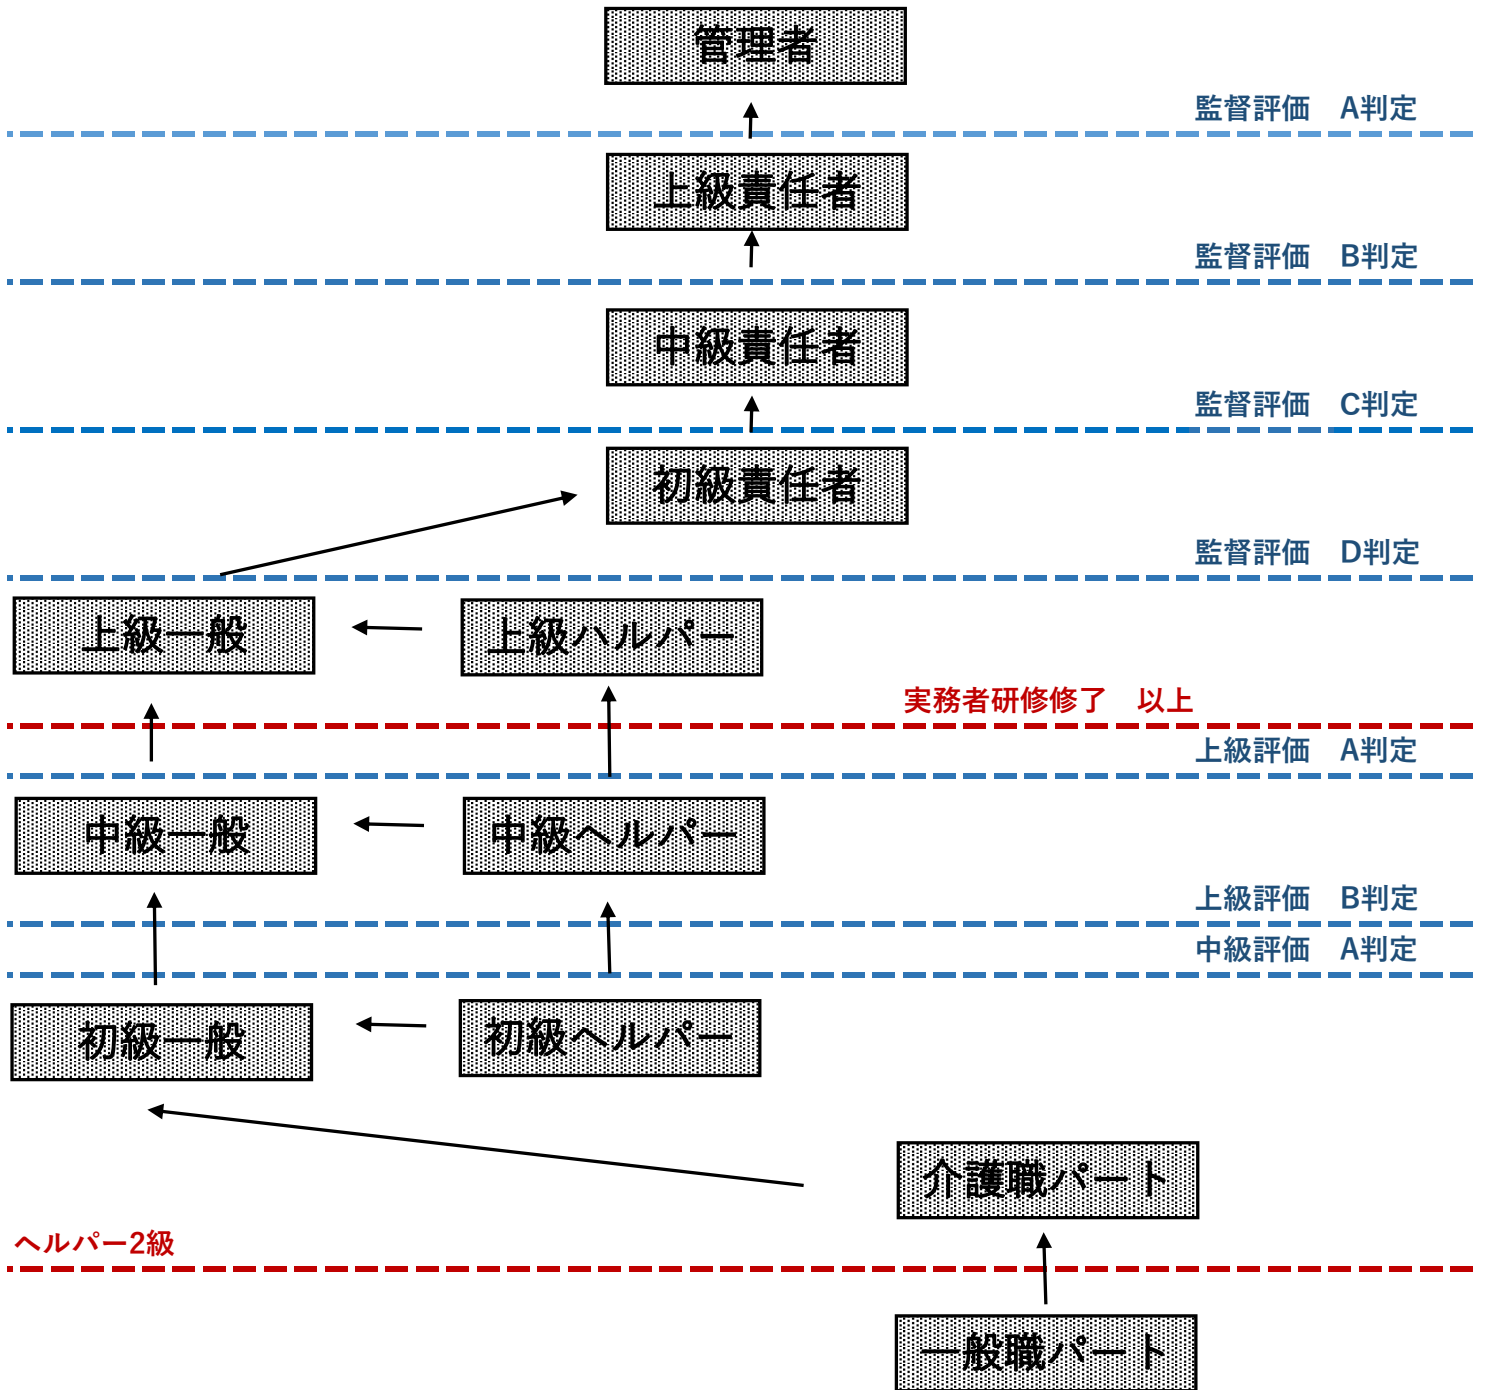 管理者
監督評価　A判定
上級責任者
監督評価　B判定
中級責任者
監督評価　C判定
初級責任者
監督評価　D判定
上級一般
上級ハルパー
実務者研修修了　以上
上級評価　A判定
中級一般
中級ヘルパー
上級評価　B判定
中級評価　A判定
初級一般
初級ヘルパー
介護職パート
ヘルパー2級
一般職パート